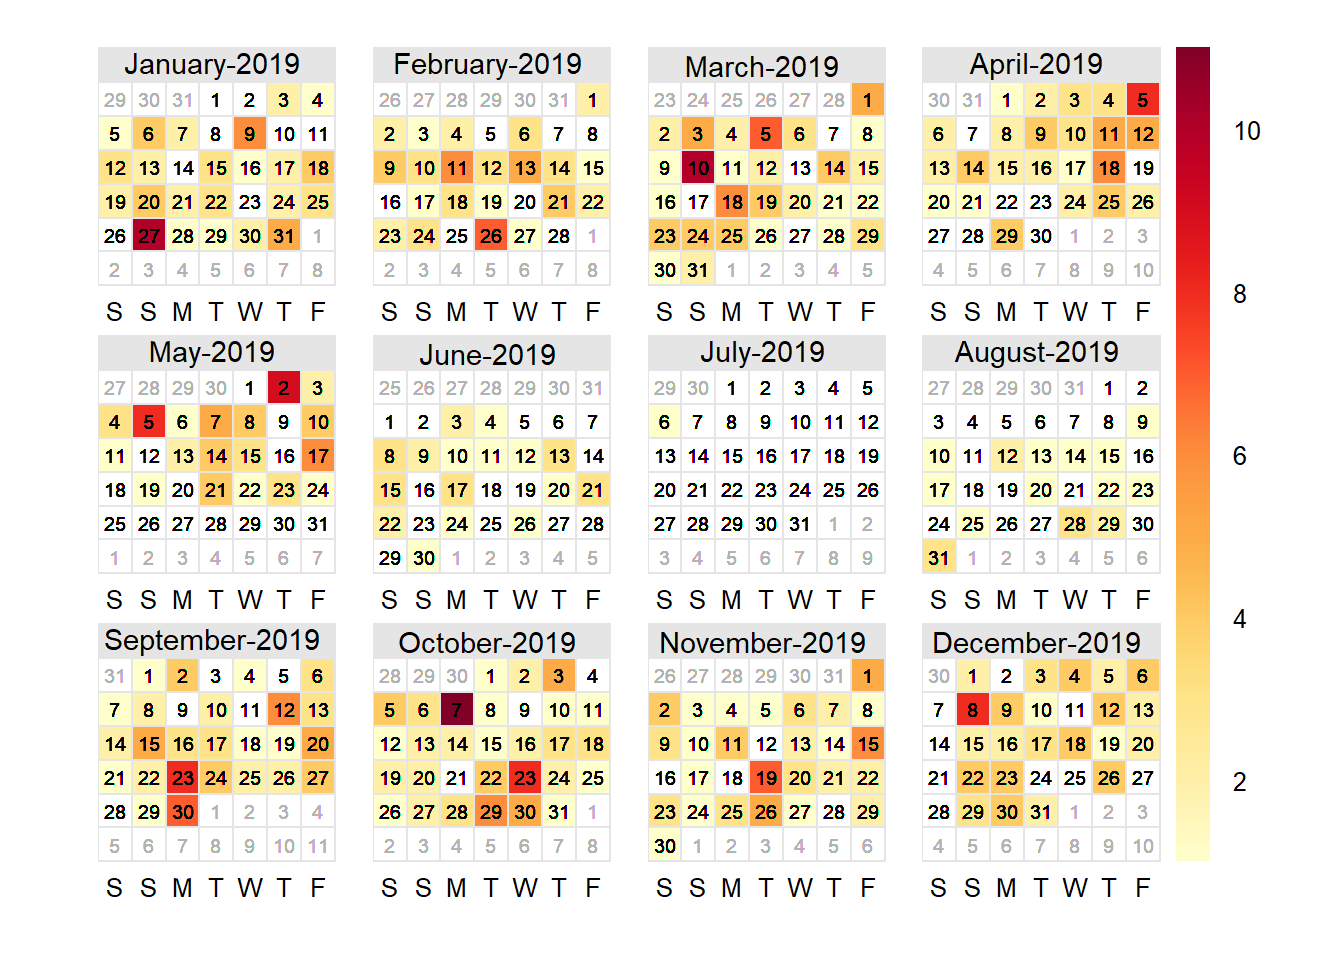 January-2019 February-2019 March-2019 April-2019
29 30 31 1 2 3 4 26 27 28 29 30 31 1 23 24 25 26 27 28 1 30 31 1 2 3 4 5
5 6 7 8 9 10 11 2 3 4 5 6 7 8 2 3 4 5 6 7 8 6 7 8 9 10 11 12 10
12 13 14 15 16 17 18 9 10 11 12 13 14 15 9 10 11 12 13 14 15 13 14 15 16 17 18 19
19 20 21 22 23 24 25 16 17 18 19 20 21 22 16 17 18 19 20 21 22 20 21 22 23 24 25 26
26 27 28 29 30 31 1 23 24 25 26 27 28 1 23 24 25 26 27 28 29 27 28 29 30 1 2 3
2 3 4 5 6 7 8 2 3 4 5 6 7 8 30 31 1 2 3 4 5 4 5 6 7 8 9 10 8
S S M T W T F S S M T W T F S S M T W T F S S M T W T F
May-2019 June-2019 July-2019 August-2019
27 28 29 30 1 2 3 25 26 27 28 29 30 31 29 30 1 2 3 4 5 27 28 29 30 31 1 2
4 5 6 7 8 9 10 1 2 3 4 5 6 7 6 7 8 9 10 11 12 3 4 5 6 7 8 9
11 12 13 14 15 16 17 8 9 10 11 12 13 14 13 14 15 16 17 18 19 10 11 12 13 14 15 16 6
18 19 20 21 22 23 24 15 16 17 18 19 20 21 20 21 22 23 24 25 26 17 18 19 20 21 22 23
25 26 27 28 29 30 31 22 23 24 25 26 27 28 27 28 29 30 31 1 2 24 25 26 27 28 29 30
1 2 3 4 5 6 7 29 30 1 2 3 4 5 3 4 5 6 7 8 9 31 1 2 3 4 5 6
S S M T W T F S S M T W T F S S M T W T F S S M T W T F
September-2019 October-2019 November-2019 December-2019 4
31 1 2 3 4 5 6 28 29 30 1 2 3 4 26 27 28 29 30 31 1 30 1 2 3 4 5 6
7 8 9 10 11 12 13 5 6 7 8 9 10 11 2 3 4 5 6 7 8 7 8 9 10 11 12 13
14 15 16 17 18 19 20 12 13 14 15 16 17 18 9 10 11 12 13 14 15 14 15 16 17 18 19 20
21 22 23 24 25 26 27 19 20 21 22 23 24 25 16 17 18 19 20 21 22 21 22 23 24 25 26 27 2
28 29 30 1 2 3 4 26 27 28 29 30 31 1 23 24 25 26 27 28 29 28 29 30 31 1 2 3
5 6 7 8 9 10 11 2 3 4 5 6 7 8 30 1 2 3 4 5 6 4 5 6 7 8 9 10
S S M T W T F S S M T W T F S S M T W T F S S M T W T F